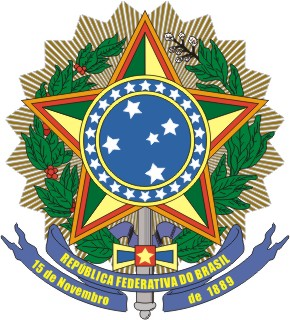 REPÚBLICA FEDERATIVA DO BRASIL
15 de Novembro
de 1889